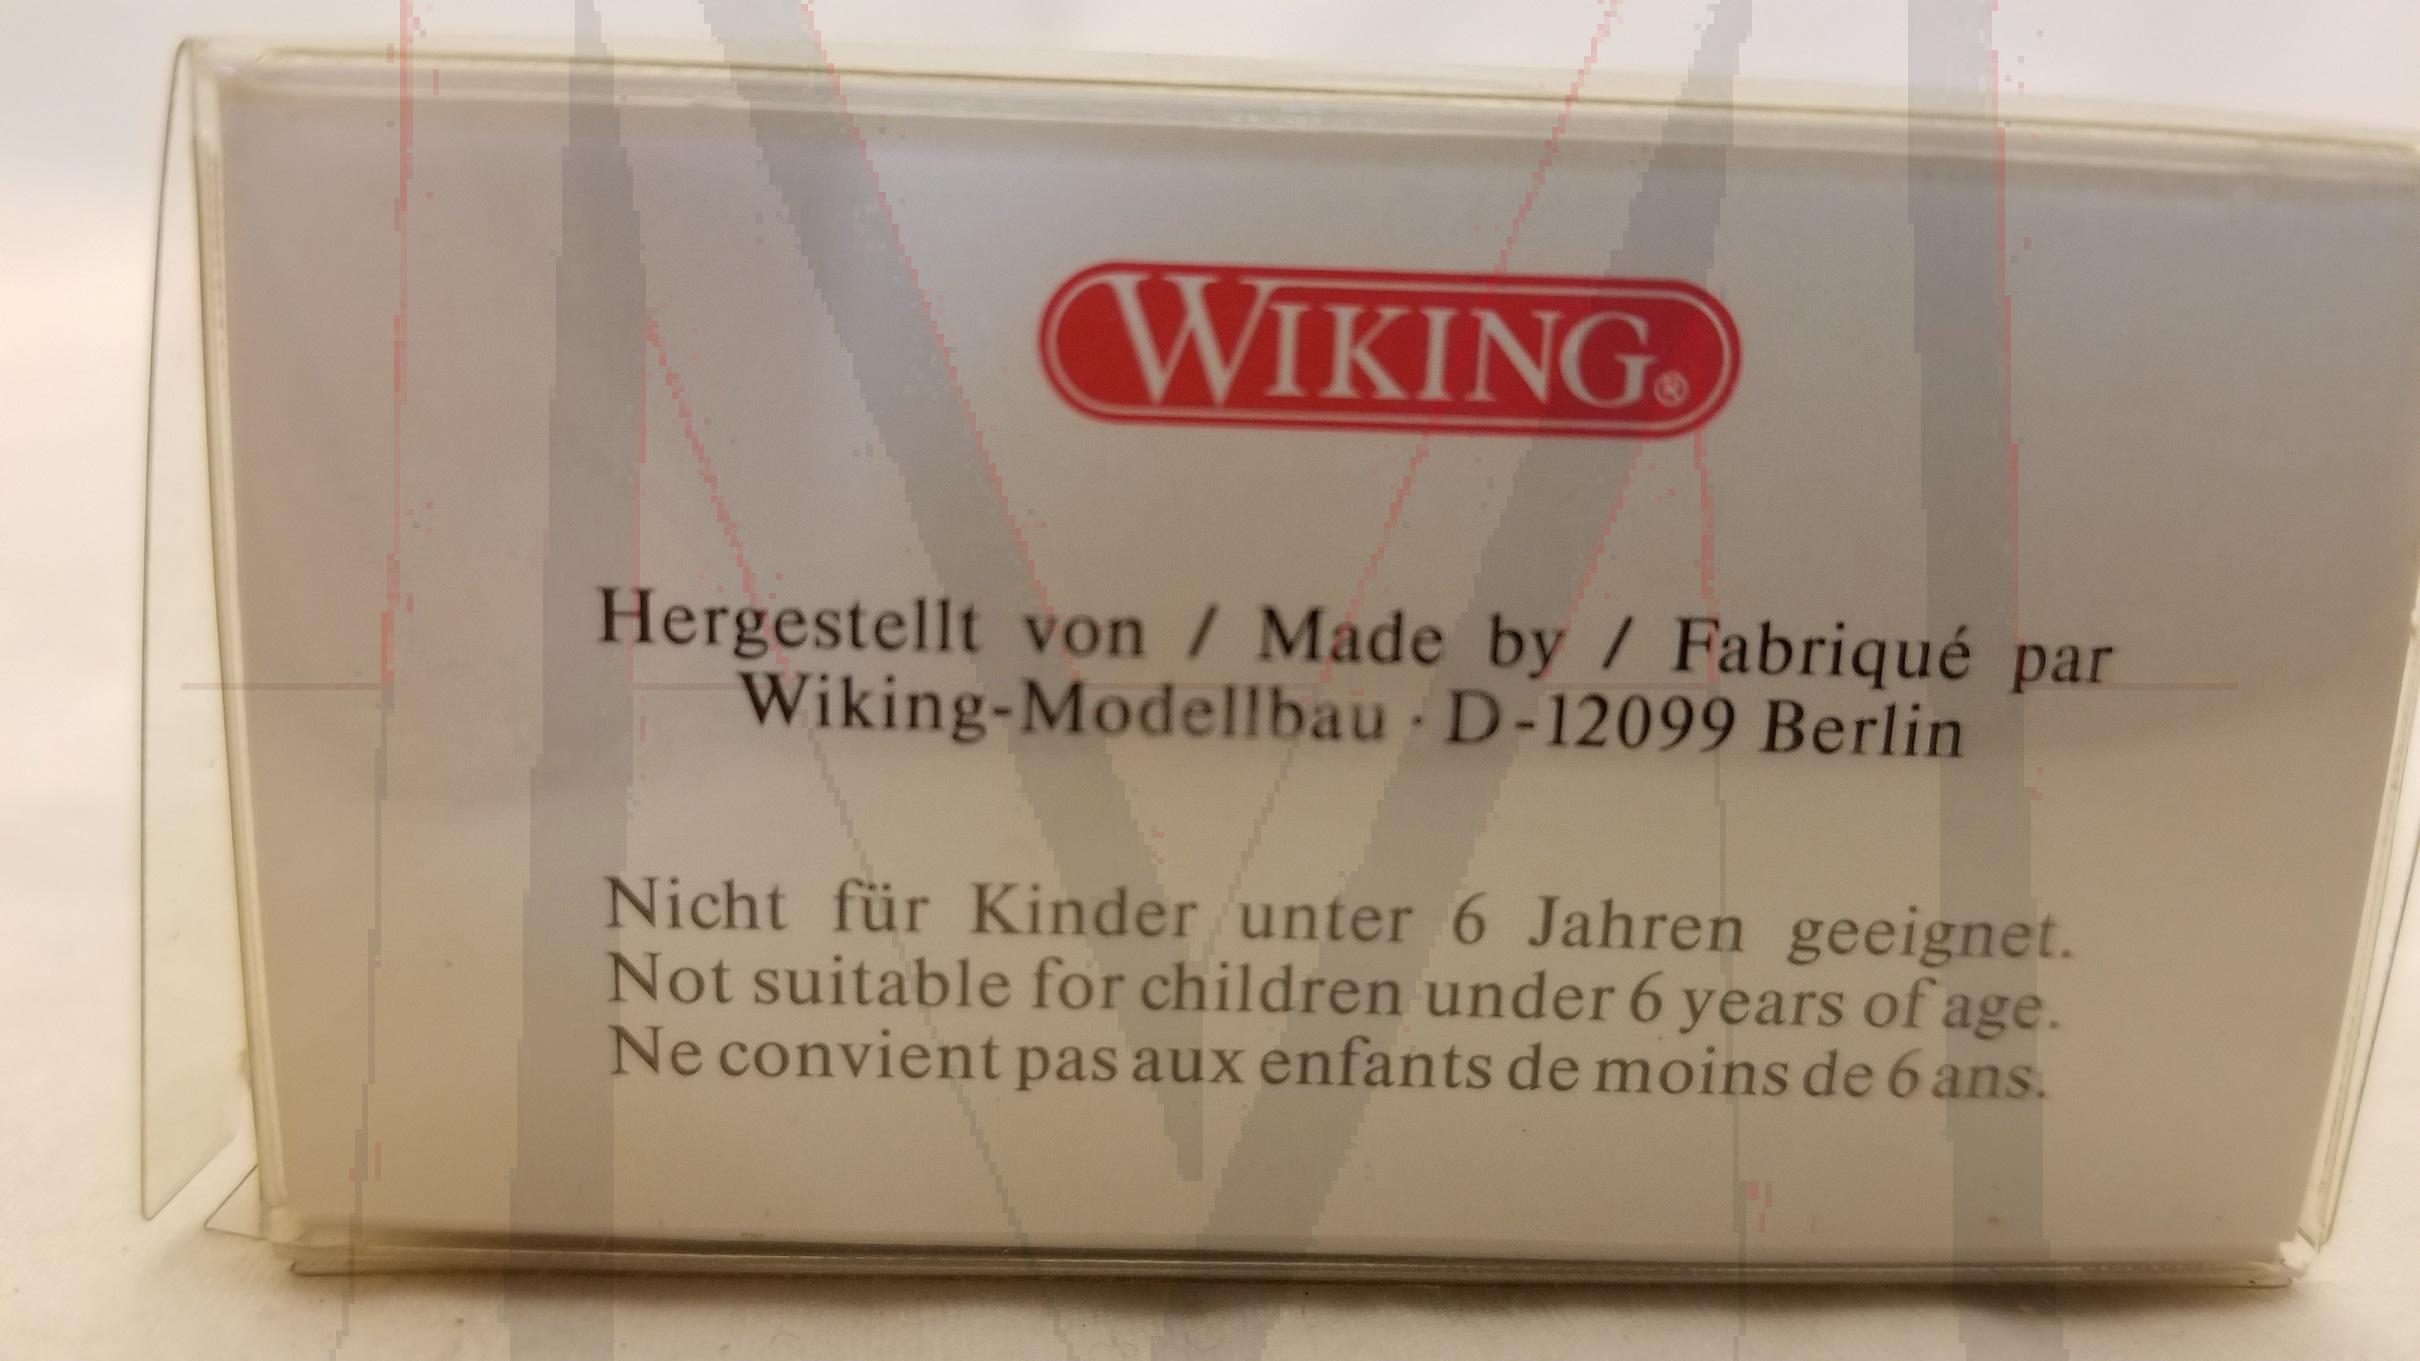 WIKING®
Hergestellt von / Made by / Fabriqué par
Wiking-Modellbau · D-12099 Berlin
Nicht für Kinder unter 6 Jahren geeignet.
Not suitable for children under 6 years of age.
Ne convient pas aux enfants de moins de 6 ans.